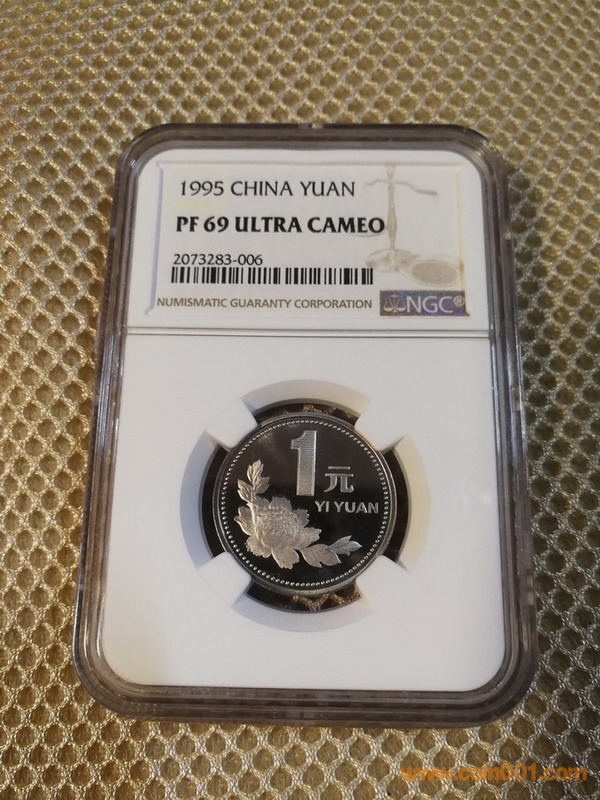 1995 CHINA YUAN
PF 69 ULTRA CAMEO
2073283-006
NUMISMATIC GUARANTY CORPORATION
NGC®
1元
YI YUAN
www.coin001.com